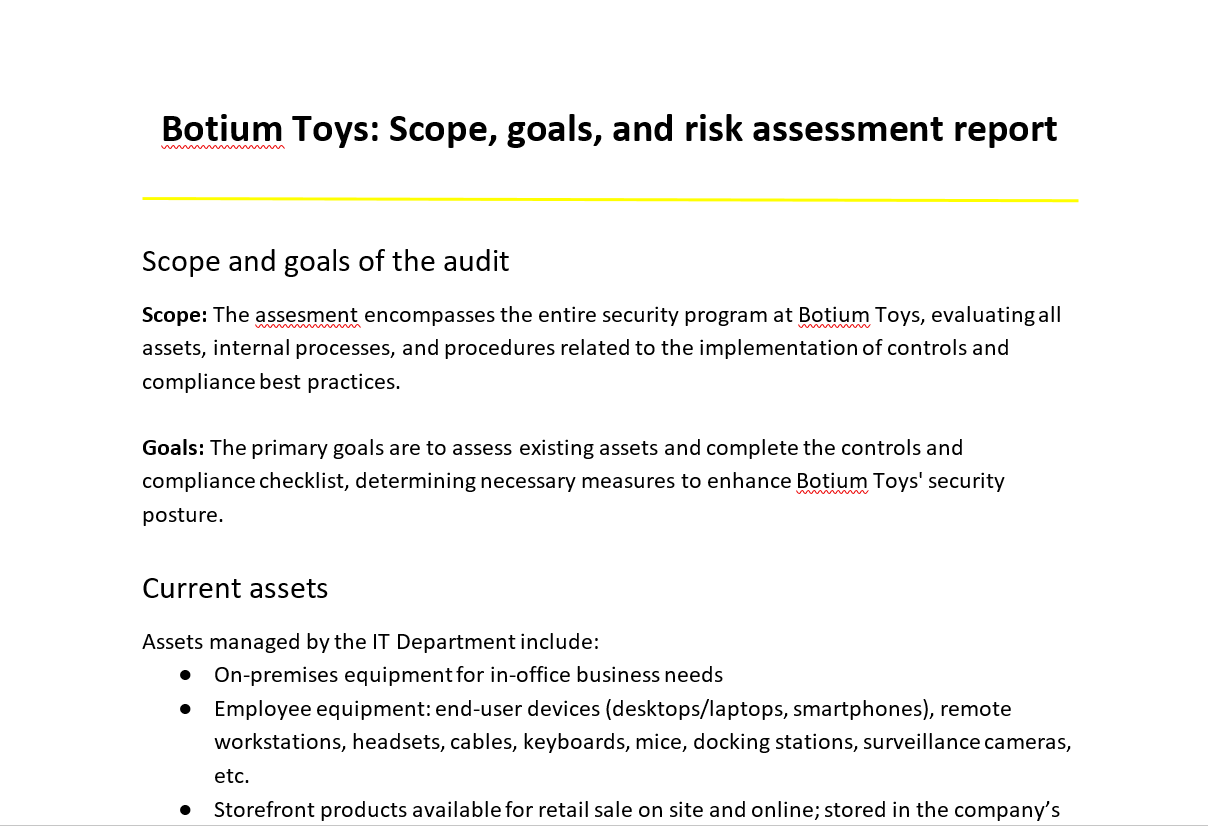 Botium Toys: Scope, goals, and risk assessment report
Scope and goals of the audit
Scope: The assesment encompasses the entire security program at Botium Toys, evaluating all
assets, internal processes, and procedures related to the implementation of controls and
compliance best practices.
Goals: The primary goals are to assess existing assets and complete the controls and
compliance checklist, determining necessary measures to enhance Botium Toys' security
posture.
Current assets
Assets managed by the IT Department include:
● On-premises equipment for in-office business needs
● Employee equipment: end-user devices (desktops/laptops, smartphones), remote
workstations, headsets, cables, keyboards, mice, docking stations, surveillance cameras,
etc.
● Storefront products available for retail sale on site and online; stored in the company’s